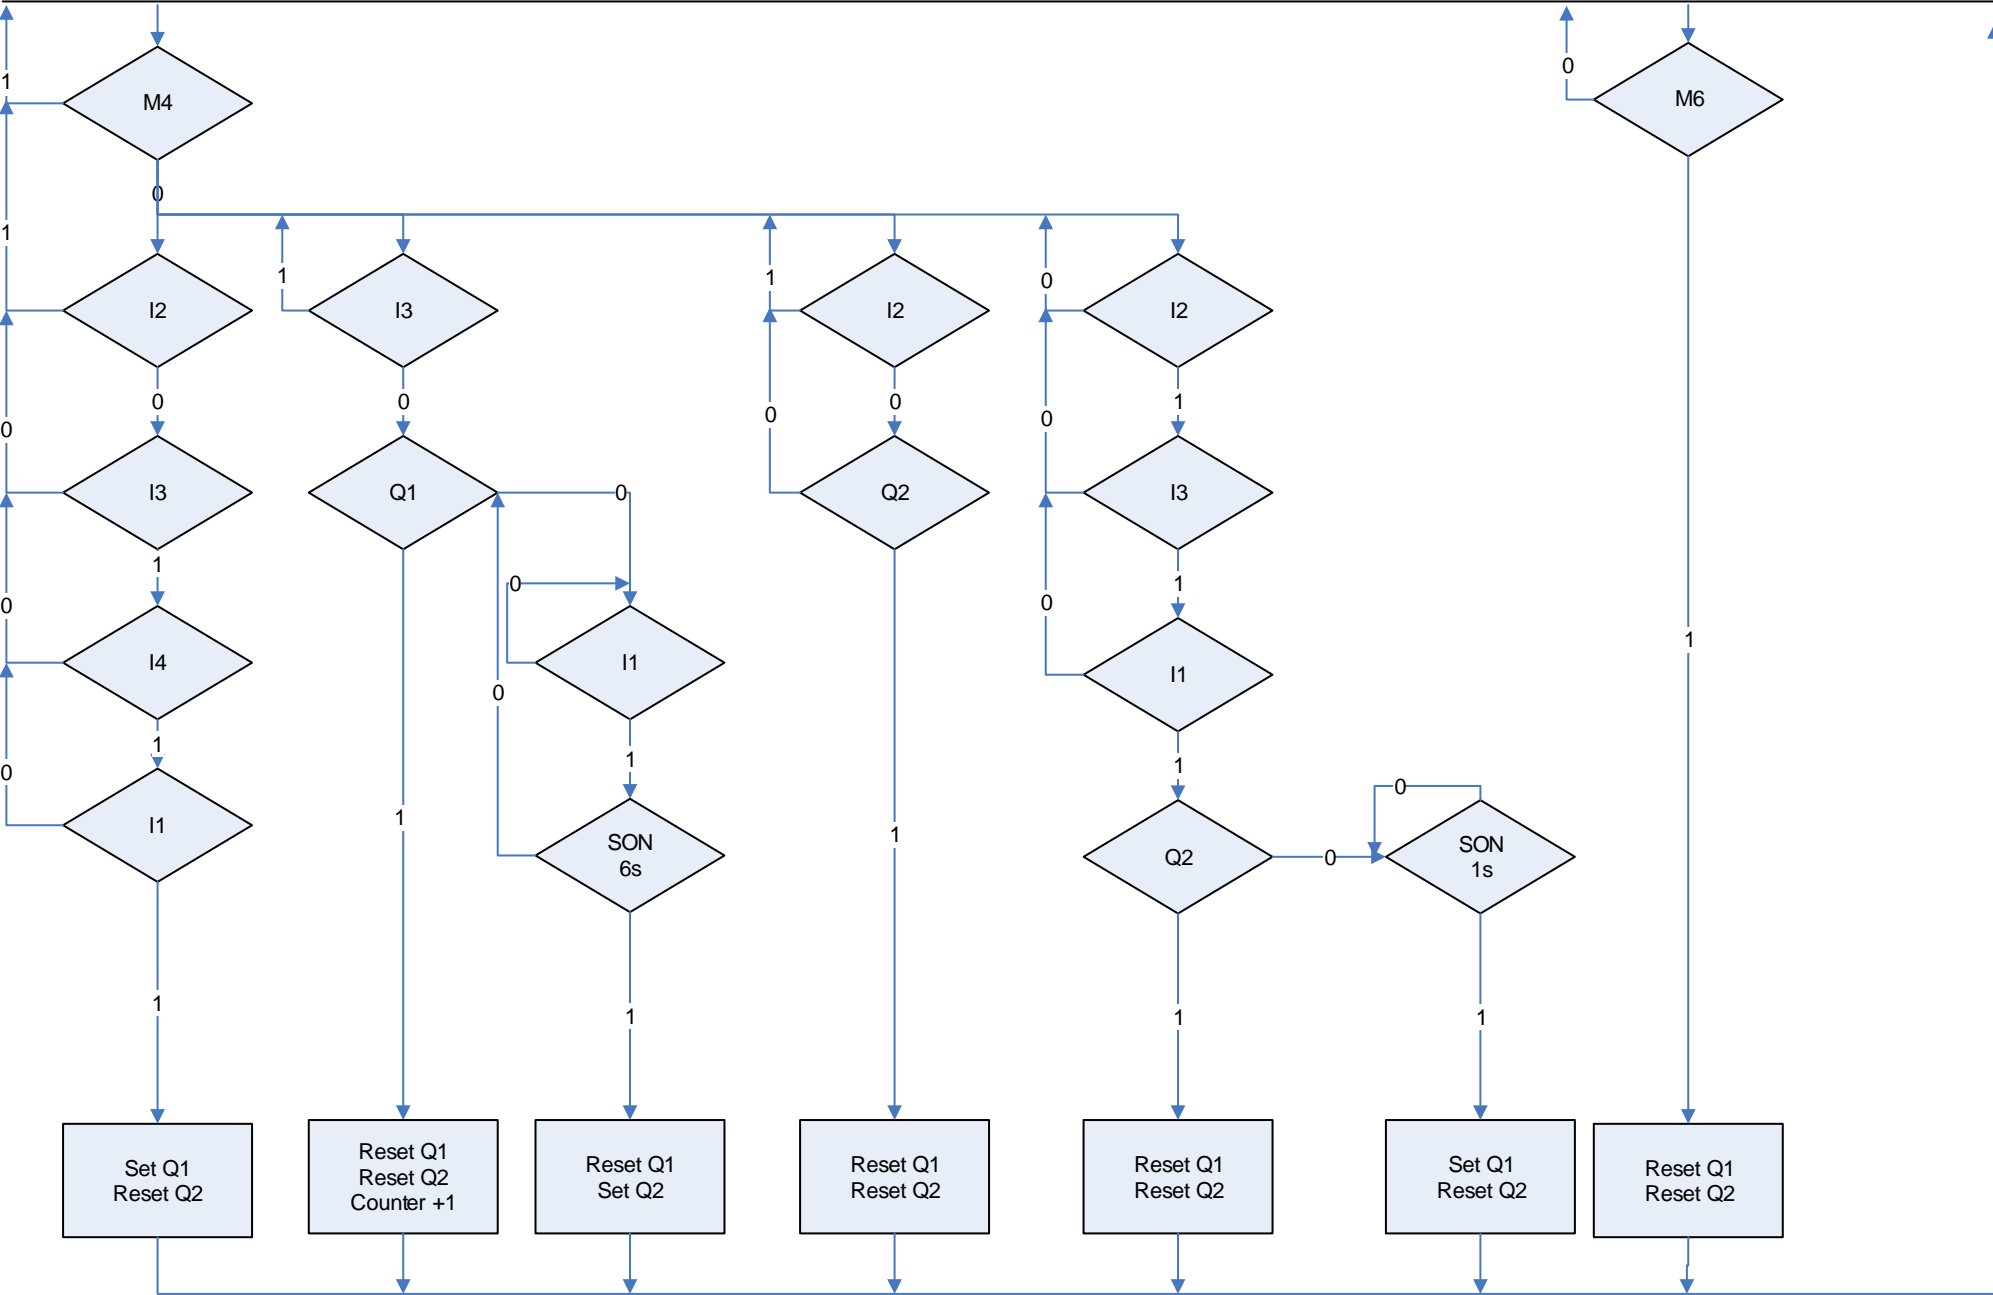 M4
M6
1
0
0
1
1
1
0
0
I2
I3
I2
I2
0
0
0
1
0
0
0
I3
Q1
0
Q2
I3
1
0
1
0
0
I4
I1
I1
1
0
1
1
1
0
0
I1
SON
6s
1
1
Q2
0
SON
1s
1
1
1
1
1
Set Q1
Reset Q2
Reset Q1
Reset Q2
Counter +1
Reset Q1
Set Q2
Reset Q1
Reset Q2
Reset Q1
Reset Q2
Set Q1
Reset Q2
Reset Q1
Reset Q2